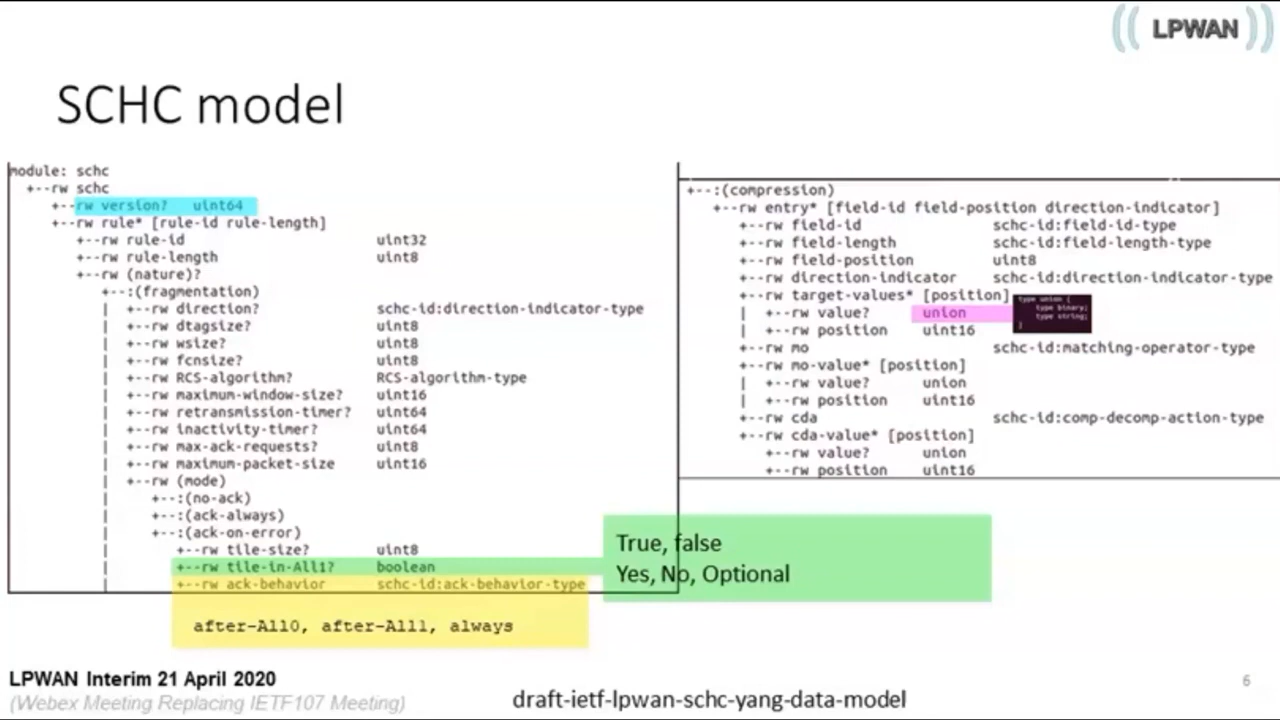 LPWAN
SCHC model
module: schc
+--rw schc
+--rw version?   uint64
+--rw rule* [rule-id rule-length]
+--rw rule-id   uint32
+--rw rule-length   uint8
+--rw (nature)?
+--:(fragmentation)
|  +--rw direction?   schc-id:direction-indicator-type
|  +--rw dtagsize?   uint8
|  +--rw wsize?   uint8
|  +--rw fcnsize?   uint8
|  +--rw RCS-algorithm?   RCS-algorithm-type
|  +--rw maximum-window-size?   uint16
|  +--rw retransmission-timer?   uint64
|  +--rw inactivity-timer?   uint64
|  +--rw max-ack-requests?   uint8
|  +--rw maximum-packet-size   uint16
|  +--rw (mode)
|     +--:(no-ack)
|     +--:(ack-always)
|     +--:(ack-on-error)
|        +--rw tile-size?   uint8
|        +--rw tile-in-All1?   boolean
|        +--rw ack-behavior   schc-id:ack-behavior-type
after-All0, after-All1, always
+--:(compression)
+--rw entry* [field-id field-position direction-indicator]
+--rw field-id   schc-id:field-id-type
+--rw field-length   schc-id:field-length-type
+--rw field-position   uint8
+--rw direction-indicator   schc-id:direction-indicator-type
+--rw target-values* [position]
|  +--rw value?   union
|  +--rw position   uint16
type union {
type binary;
type string;
}
+--rw mo   schc-id:matching-operator-type
+--rw mo-value* [position]
|  +--rw value?   union
|  +--rw position   uint16
+--rw cda   schc-id:comp-decomp-action-type
+--rw cda-value* [position]
+--rw value?   union
+--rw position   uint16
True, false
Yes, No, Optional
LPWAN Interim 21 April 2020
(Webex Meeting Replacing IETF107 Meeting)
draft-ietf-lpwan-schc-yang-data-model
6